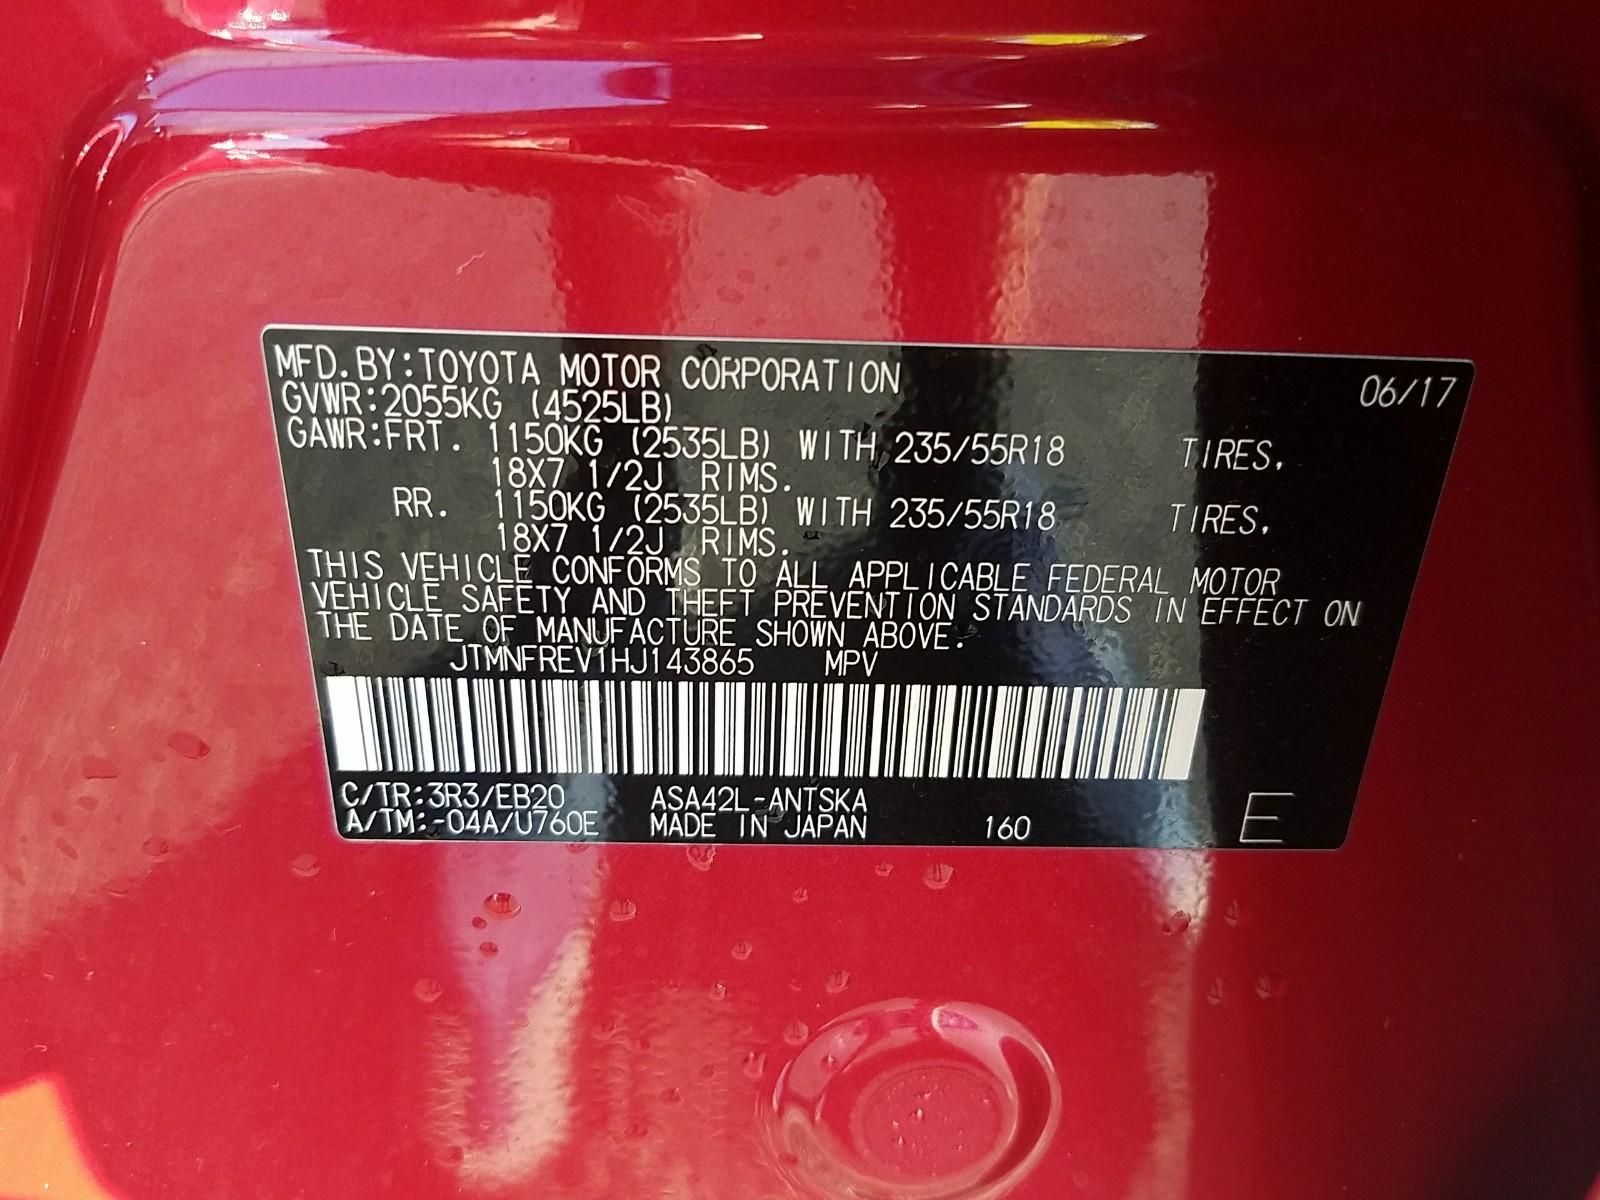 MFD.BY:TOYOTA MOTOR CORPORATION 06/17
GVWR:2055KG (4525LB)
GAWR:FRT. 1150KG (2535LB) WITH 235/55R18 TIRES,
18X7 1/2J RIMS.
RR. 1150KG (2535LB) WITH 235/55R18 TIRES,
18X7 1/2J RIMS.
THIS VEHICLE CONFORMS TO ALL APPLICABLE FEDERAL MOTOR
VEHICLE SAFETY AND THEFT PREVENTION STANDARDS IN EFFECT ON
THE DATE OF MANUFACTURE SHOWN ABOVE.
JTMNFREV1HJ143865 MPV
C/TR:3R3/EB20 ASA42L-ANTSKA
A/TM:-04A/U760E MADE IN JAPAN 160 E